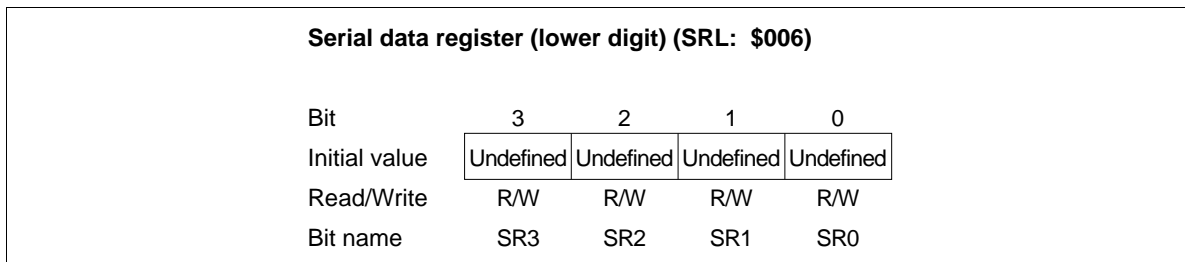 Serial data register (lower digit) (SRL: $006)
Bit 3 2 1 0
Initial value Undefined Undefined Undefined Undefined
Read/Write R/W R/W R/W R/W
Bit name SR3 SR2 SR1 SR0